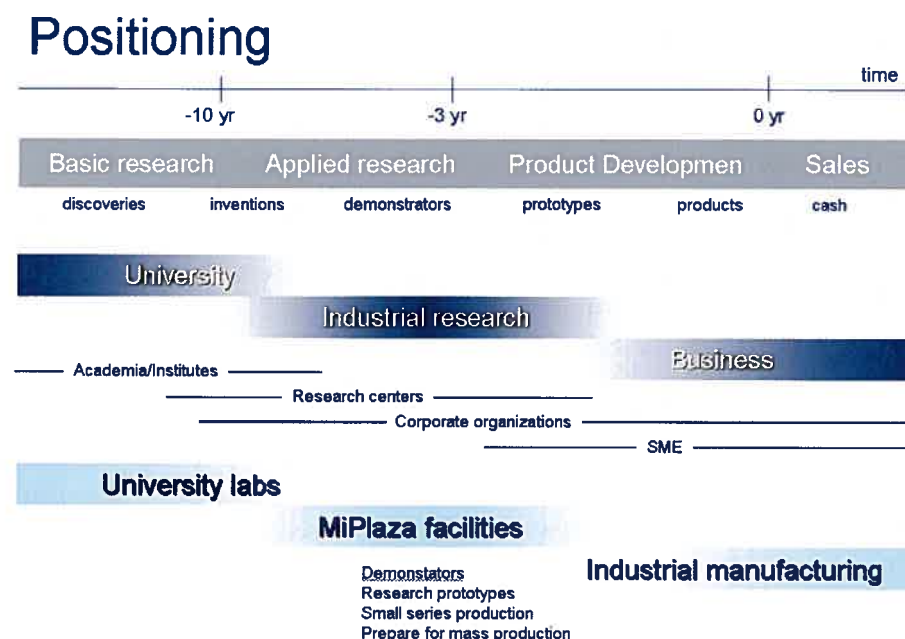 Positioning
time
-10 yr -3 yr 0 yr
Basic research Applied research Product Developmen Sales
discoveries inventions demonstrators prototypes products cash
University
Industrial research
Business
Academia/Institutes
Research centers
Corporate organizations
SME
University labs
MiPlaza facilities
Industrial manufacturing
Demonstators
Research prototypes
Small series production
Prepare for mass production